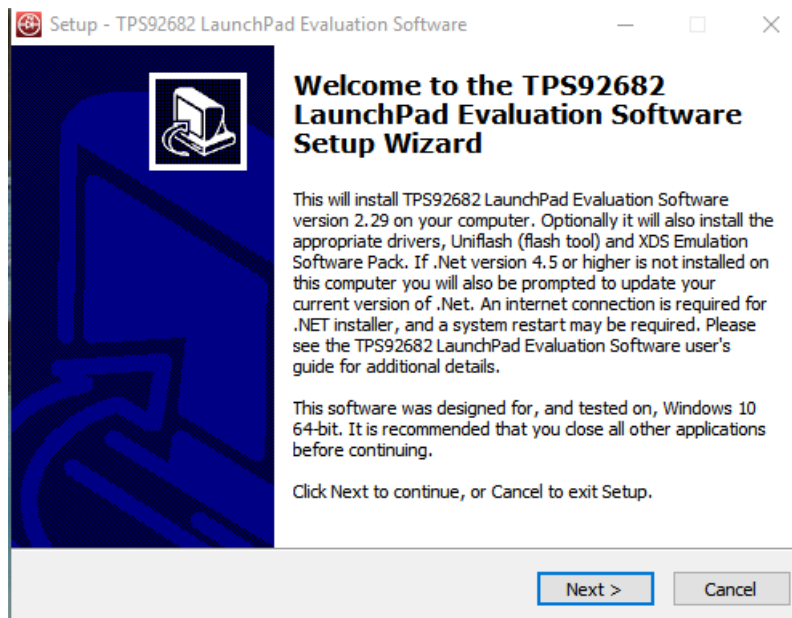 Setup - TPS92682 LaunchPad Evaluation Software
Welcome to the TPS92682
LaunchPad Evaluation Software
Setup Wizard
This will install TPS92682 LaunchPad Evaluation Software
version 2.29 on your computer. Optionally it will also install the
appropriate drivers, Uniflash (flash tool) and XDS Emulation
Software Pack. If .Net version 4.5 or higher is not installed on
this computer you will also be prompted to update your
current version of .Net. An internet connection is required for
.NET installer, and a system restart may be required. Please
see the TPS92682 LaunchPad Evaluation Software user's
guide for additional details.
This software was designed for, and tested on, Windows 10
64-bit. It is recommended that you close all other applications
before continuing.
Click Next to continue, or Cancel to exit Setup.
Next >
Cancel